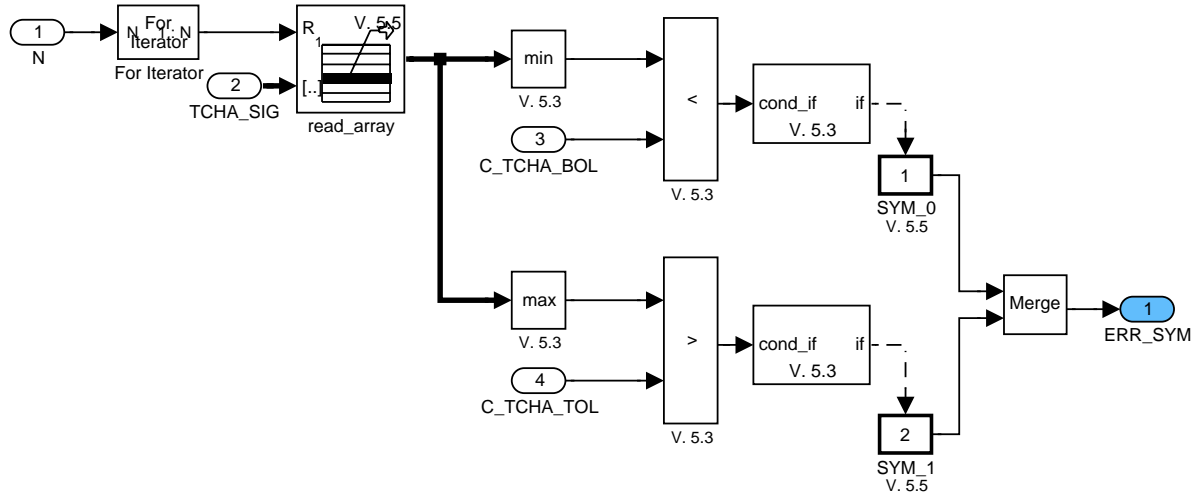 1
N
For
Iterator
N 1 : N
For Iterator
2
TCHA_SIG
V. 5.5
R
1
[..]
read_array
min
V. 5.3
3
C_TCHA_BOL
<
V. 5.3
cond_if if
V. 5.3
1
SYM_0
V. 5.5
max
V. 5.3
4
C_TCHA_TOL
>
V. 5.3
cond_if if
V. 5.3
2
SYM_1
V. 5.5
Merge
1
ERR_SYM